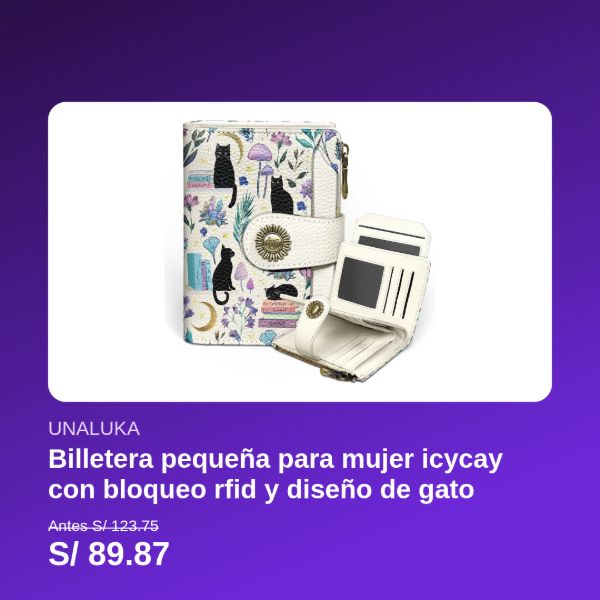 UNALUKA
Billetera pequeña para mujer icycay
con bloqueo rfid y diseño de gato
Antes S/ 123.75
S/ 89.87